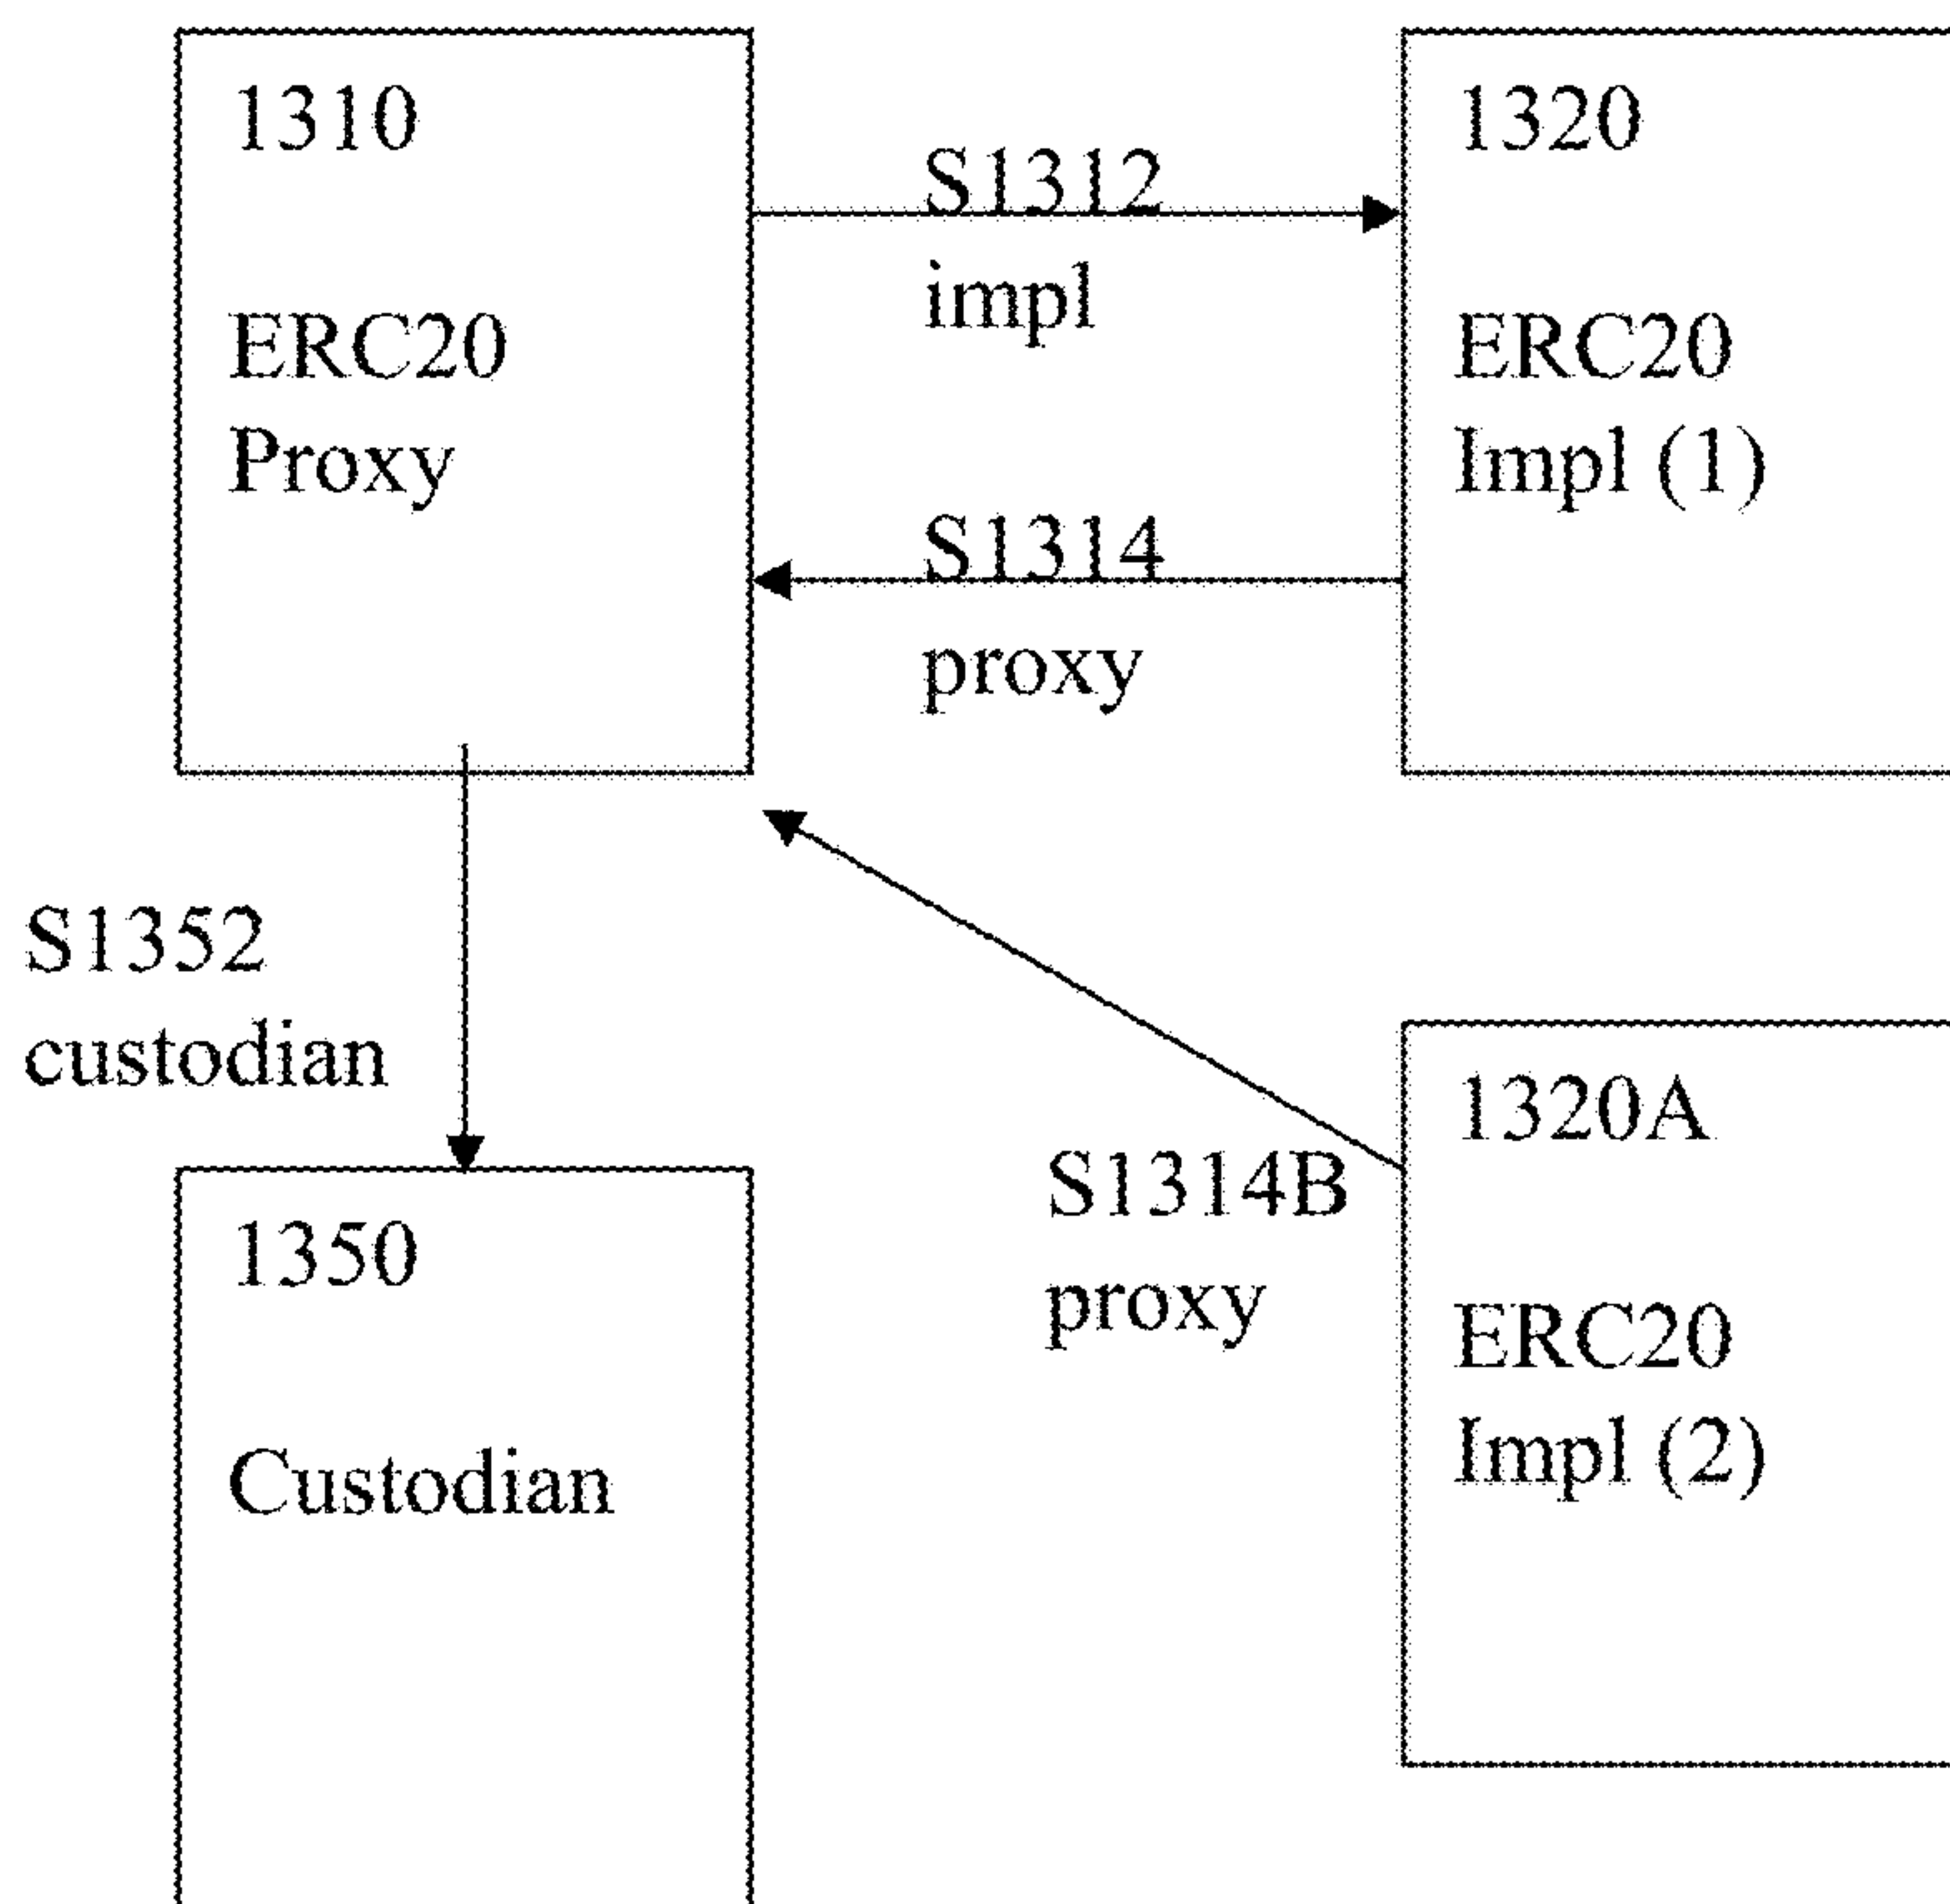 1310
ERC20
Proxy
S1312
impl
S1314
proxy
1320
ERC20
Impl (1)
S1352
custodian
1350
Custodian
S1314B
proxy
1320A
ERC20
Impl (2)